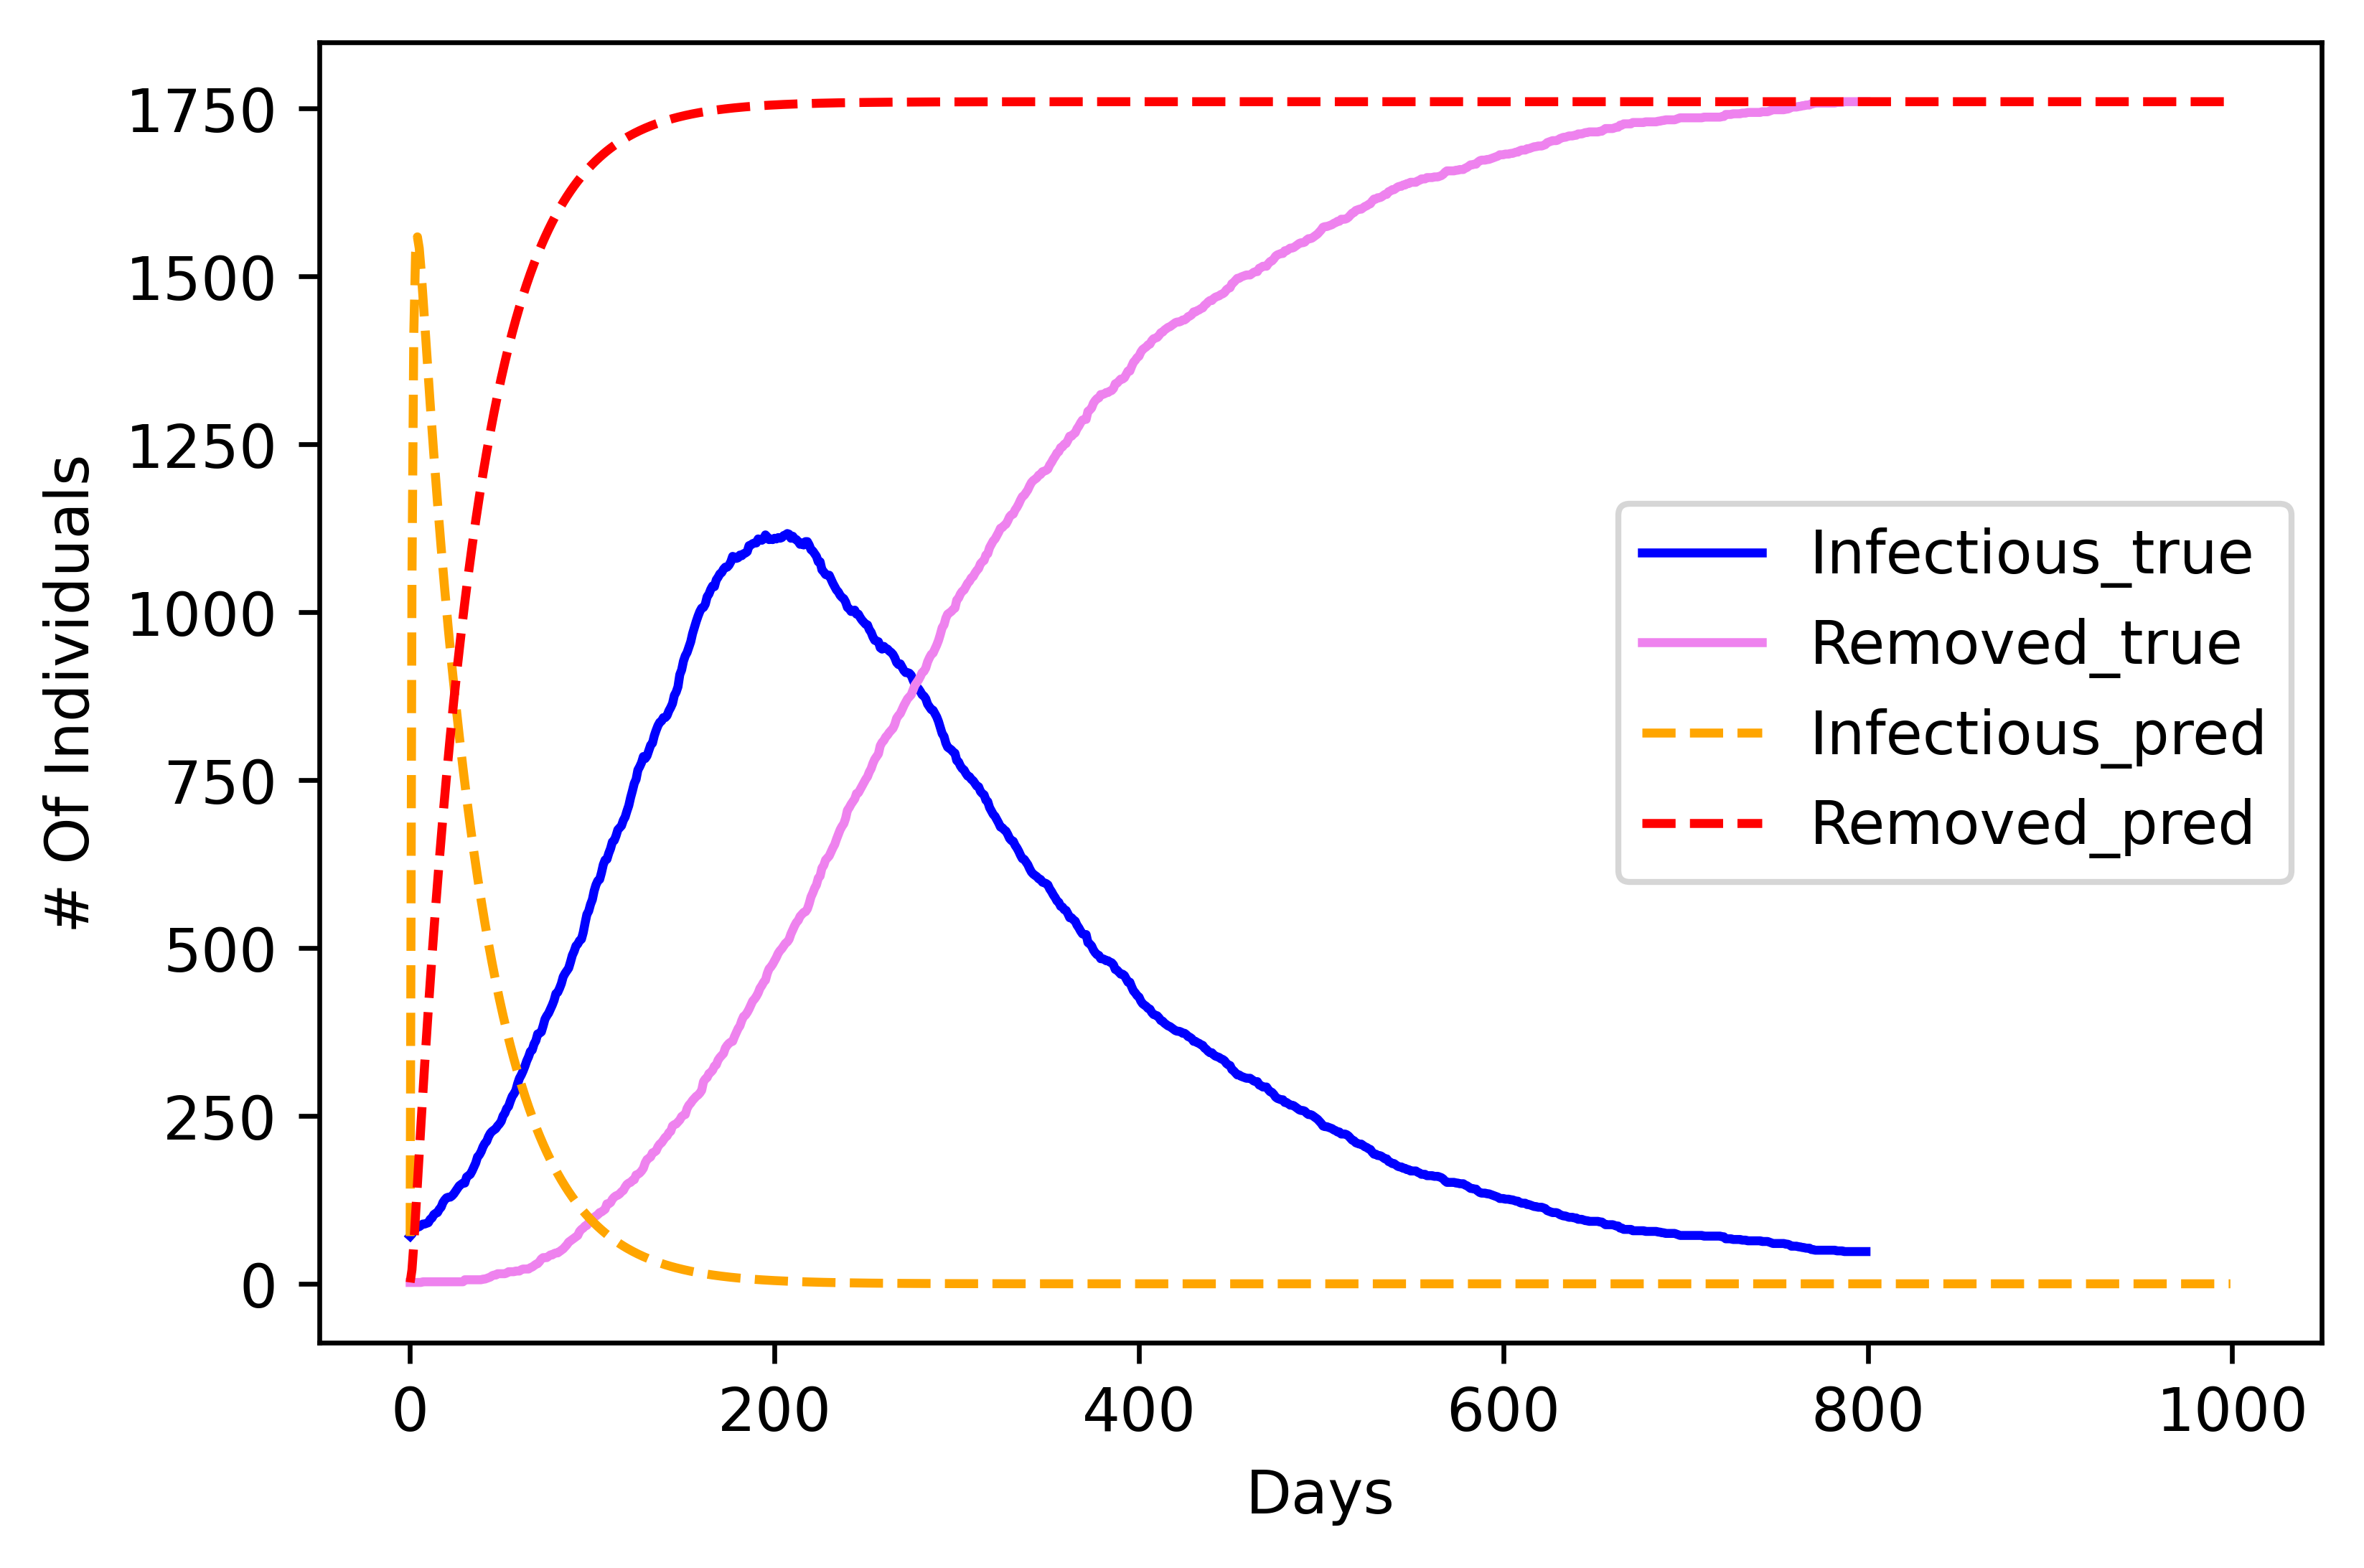 1750
1500
1250
1000
750
500
250
0
# Of Individuals
Infectious_true
Removed_true
Infectious_pred
Removed_pred
0 200 400 600 800 1000
Days